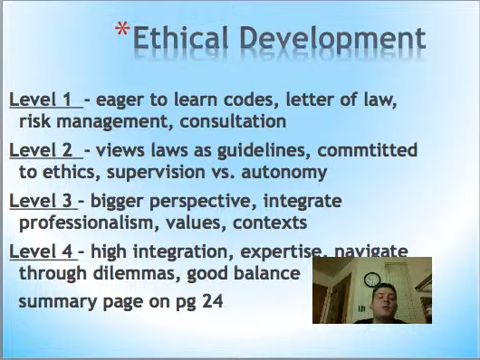 *Ethical Development
Level 1 - eager to learn codes, letter of law,
risk management, consultation
Level 2 - views laws as guidelines, commtitted
to ethics, supervision vs. autonomy
Level 3 - bigger perspective, integrate
professionalism, values, contexts
Level 4 - high integration, expertise, navigate
through dilemmas, good balance
summary page on pg 24